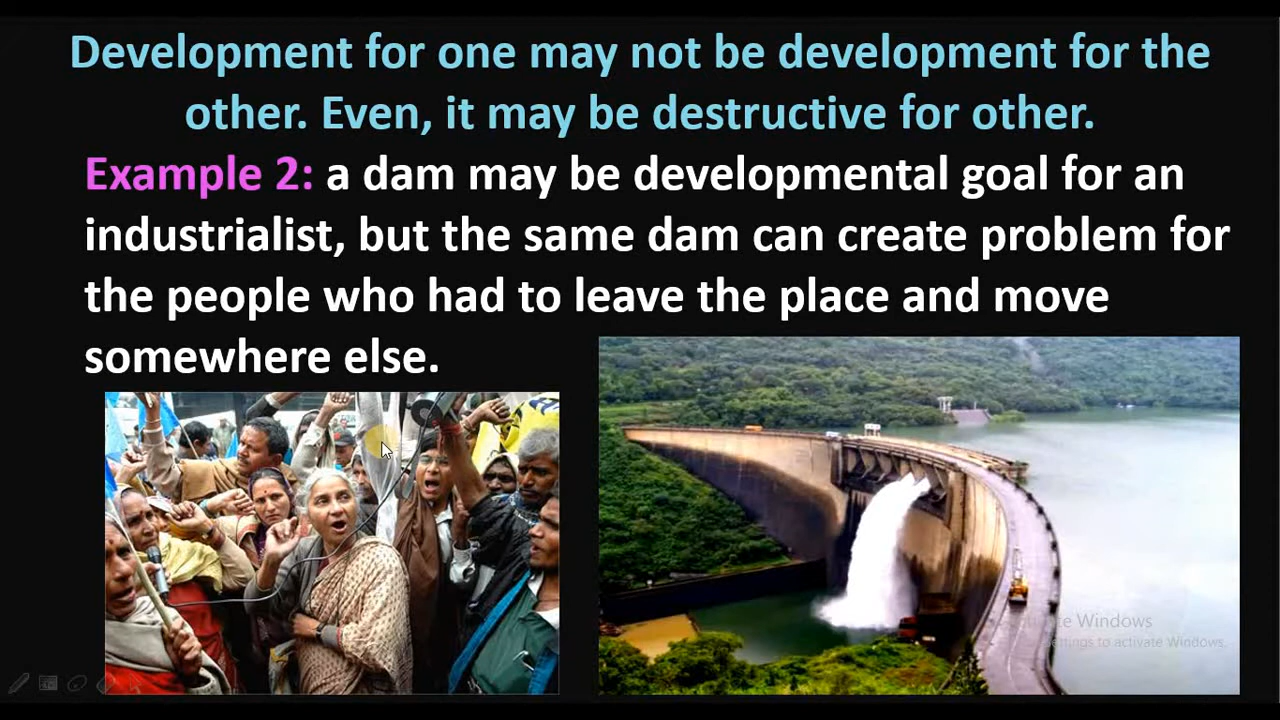 Development for one may not be development for the
other. Even, it may be destructive for other.
Example 2: a dam may be developmental goal for an
industrialist, but the same dam can create problem for
the people who had to leave the place and move
somewhere else.
Windows
to activate Windows.